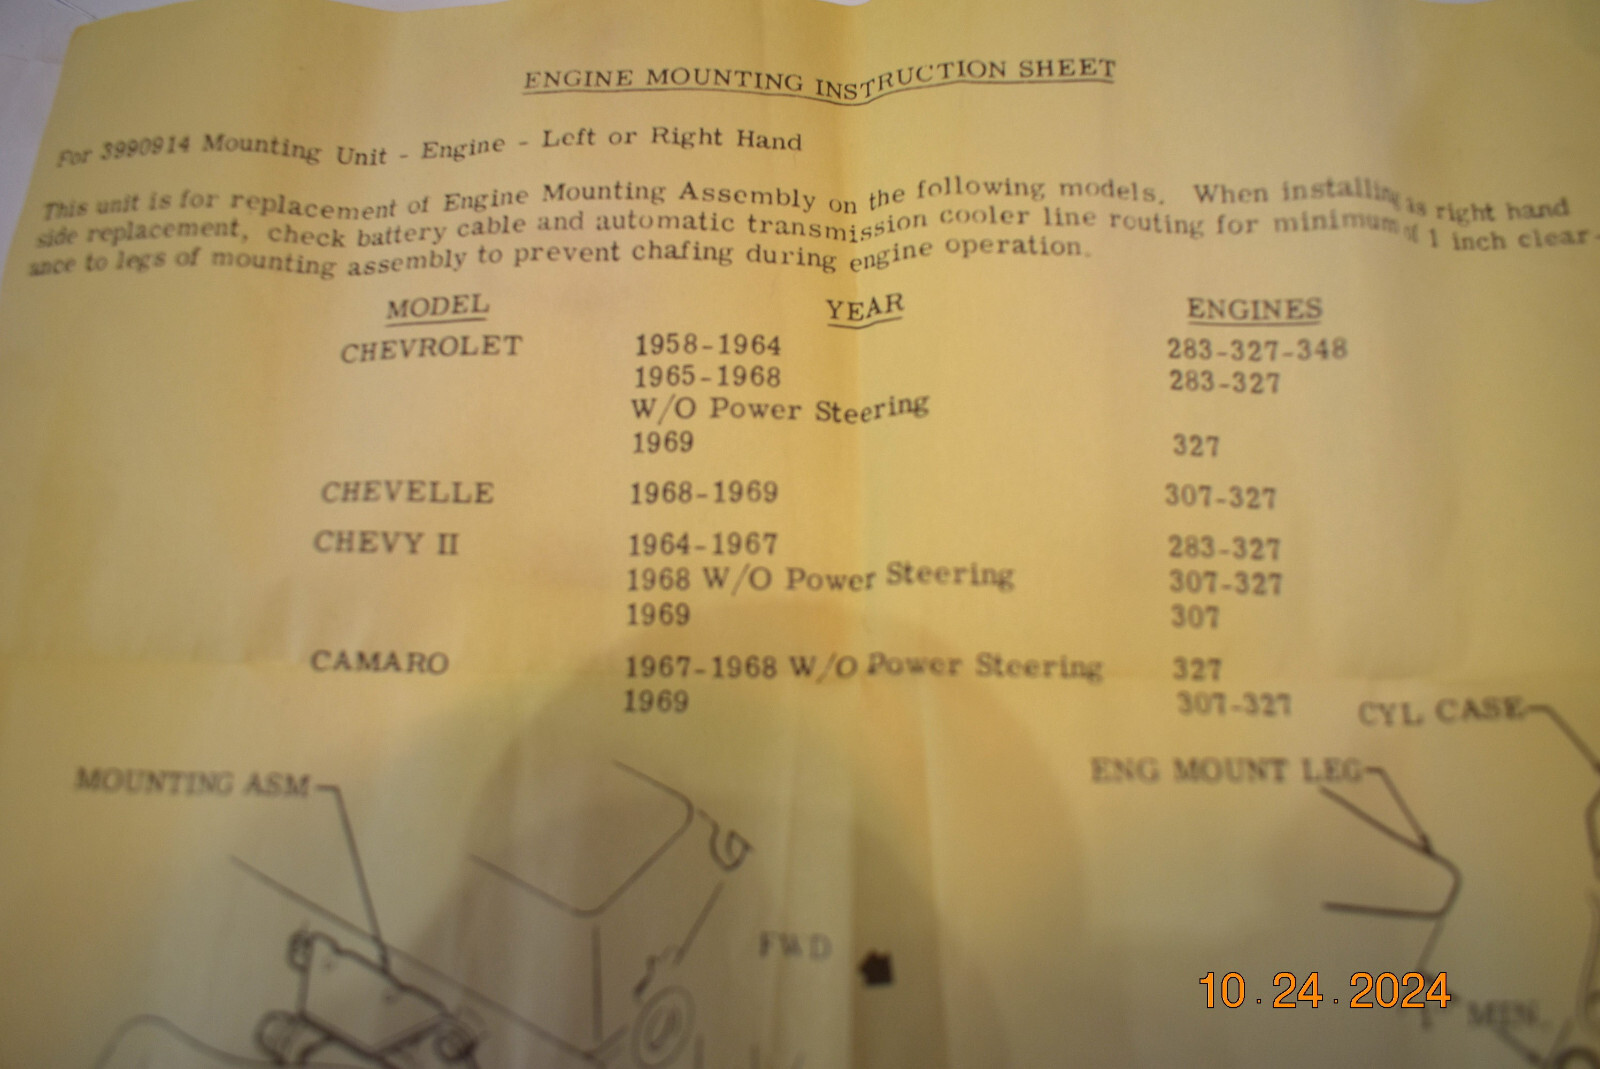 ENGINE MOUNTING INSTRUCTION SHEET
For 3990914 Mounting Unit - Engine - Left or Right Hand
This unit is for replacement of Engine Mounting Assembly on the following models. When installing as right hand
side replacement, check battery cable and automatic transmission cooler line routing for minimum of 1 inch clear-
ance to legs of mounting assembly to prevent chafing during engine operation.
MODEL YEAR ENGINES
CHEVROLET 1958-1964 283-327-348
1965-1968 283-327
W/O Power Steering
1969 327
CHEVELLE 1968-1969 307-327
CHEVY II 1964-1967 283-327
1968 W/O Power Steering 307-327
1969 307
CAMARO 1967-1968 W/O Power Steering 327
1969 307-327
CYL CASE
MOUNTING ASM
ENG MOUNT LEG
FWD
1" MIN.
10.24.2024